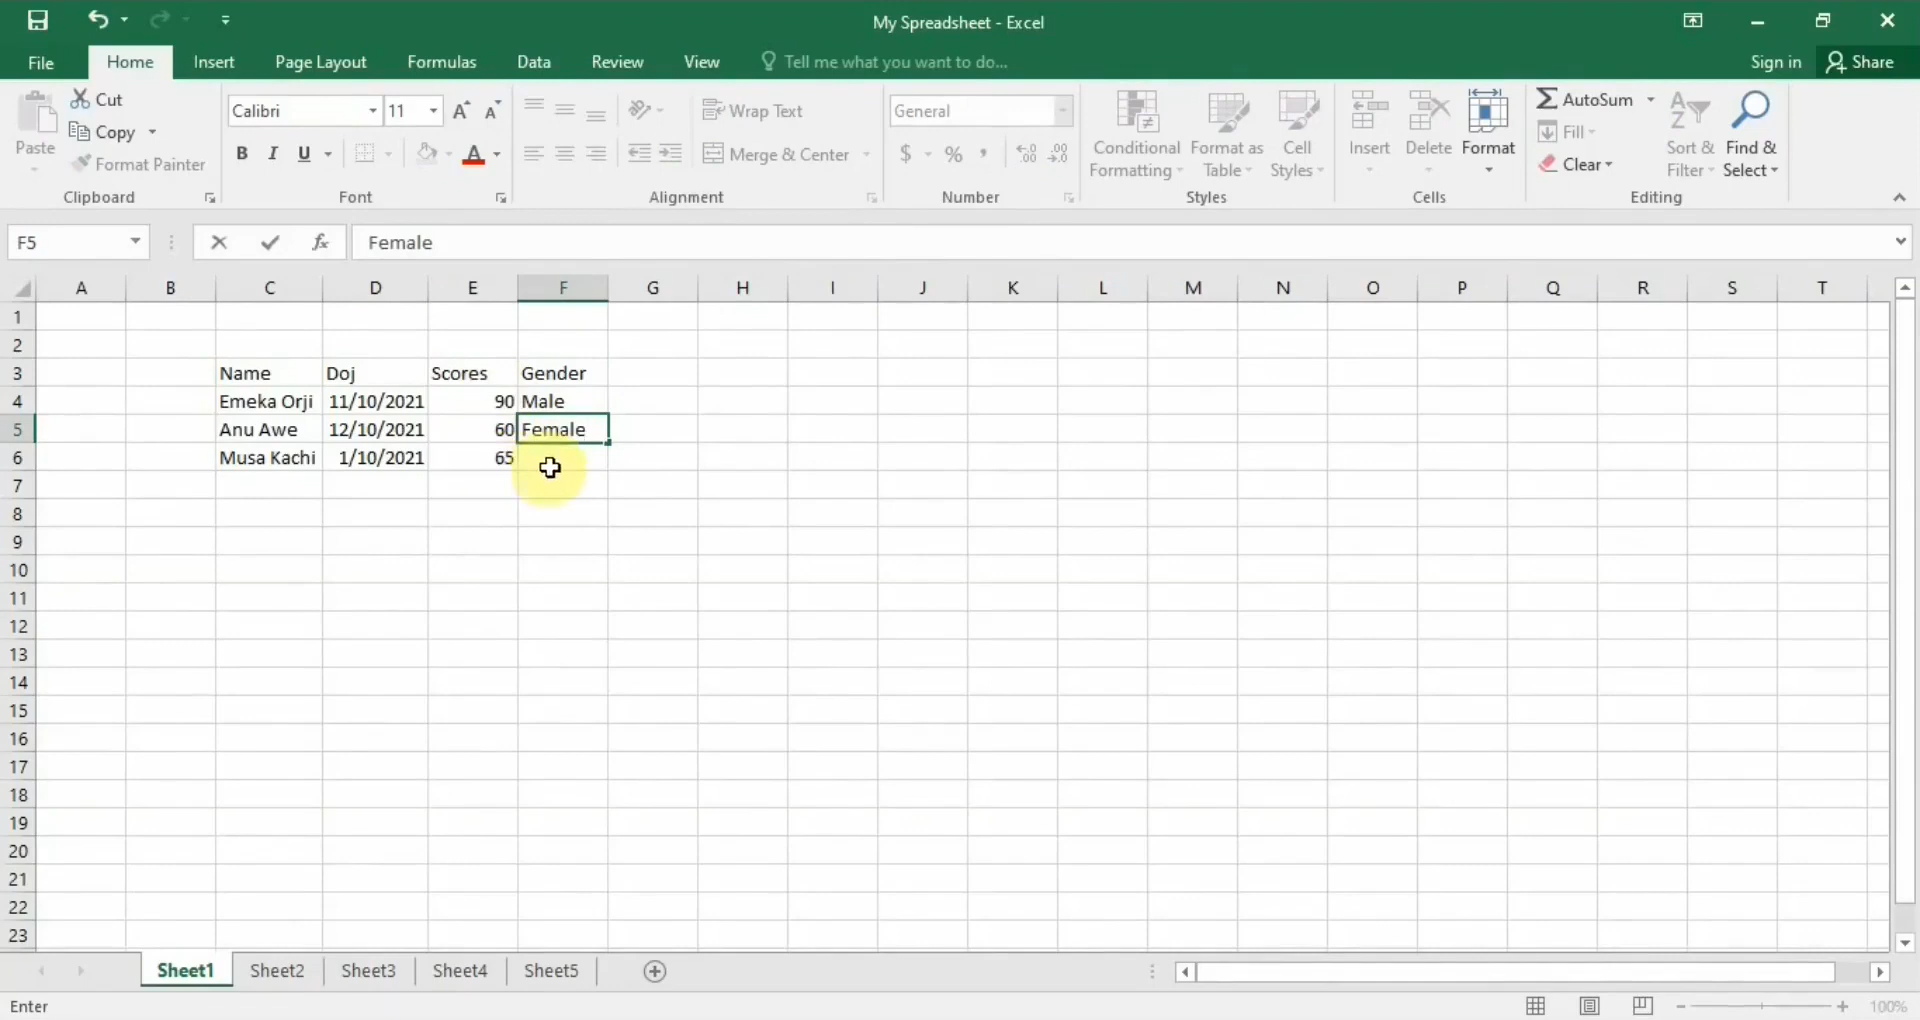 My Spreadsheet - Excel
File Home Insert Page Layout Formulas Data Review View Tell me what you want to do... Sign in Share
Paste Cut Copy Format Painter
Clipboard
Calibri 11 A A
B I U A
Font
Wrap Text
Merge & Center
Alignment
General
$ % , .00 .0
Number
Conditional Formatting
Format as Table
Cell Styles
Styles
Insert Delete Format
Cells
AutoSum
Fill
Clear
Sort & Filter
Find & Select
Editing
F5 fx Female
A B C D E F G H I J K L M N O P Q R S T
1
2
3 Name Doj Scores Gender
4 Emeka Orji 11/10/2021 90 Male
5 Anu Awe 12/10/2021 60 Female
6 Musa Kachi 1/10/2021 65
7
8
9
10
11
12
13
14
15
16
17
18
19
20
21
22
23
Sheet1 Sheet2 Sheet3 Sheet4 Sheet5
Enter 100%